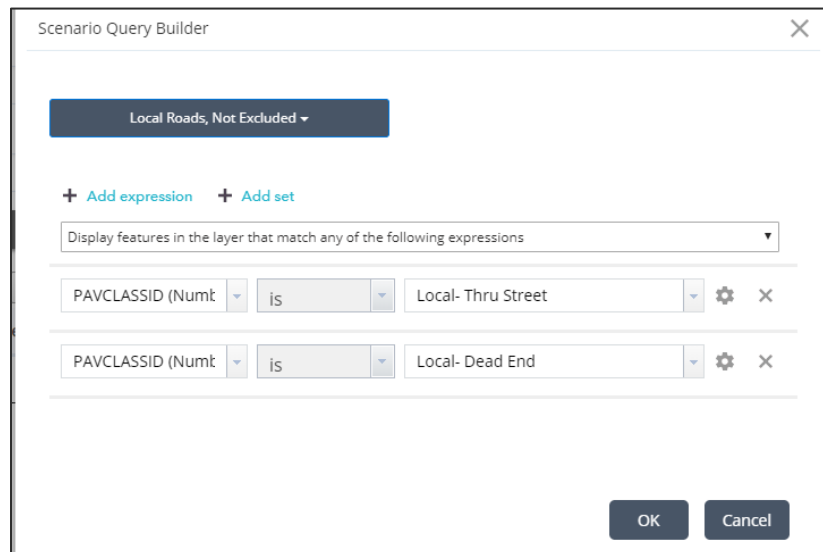 Scenario Query Builder
Local Roads, Not Excluded
Add expression Add set
Display features in the layer that match any of the following expressions
PAVCLASSID (Numb is Local- Thru Street
PAVCLASSID (Numb is Local- Dead End
OK Cancel